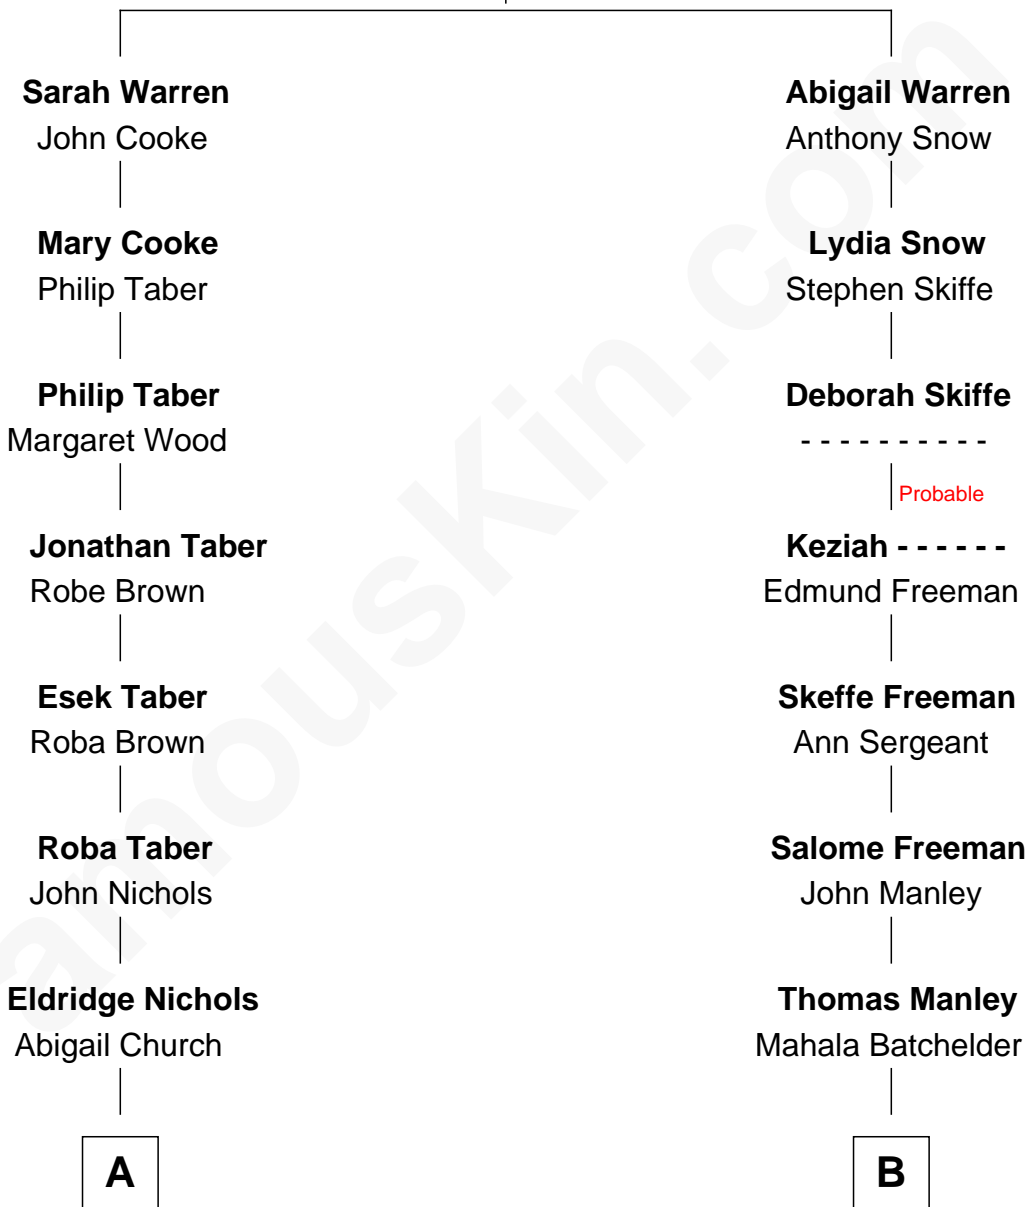 Sarah Warren
John Cooke
Mary Cooke
Philip Taber
Philip Taber
Margaret Wood
Jonathan Taber
Robe Brown
Esek Taber
Roba Brown
Roba Taber
John Nichols
Eldridge Nichols
Abigail Church
A
Abigail Warren
Anthony Snow
Lydia Snow
Stephen Skiffe
Deborah Skiffe
- - - - - - - - - -
Probable
Keziah - - - - - -
Edmund Freeman
Skeffe Freeman
Ann Sergeant
Salome Freeman
John Manley
Thomas Manley
Mahala Batchelder
B
amouskin.com